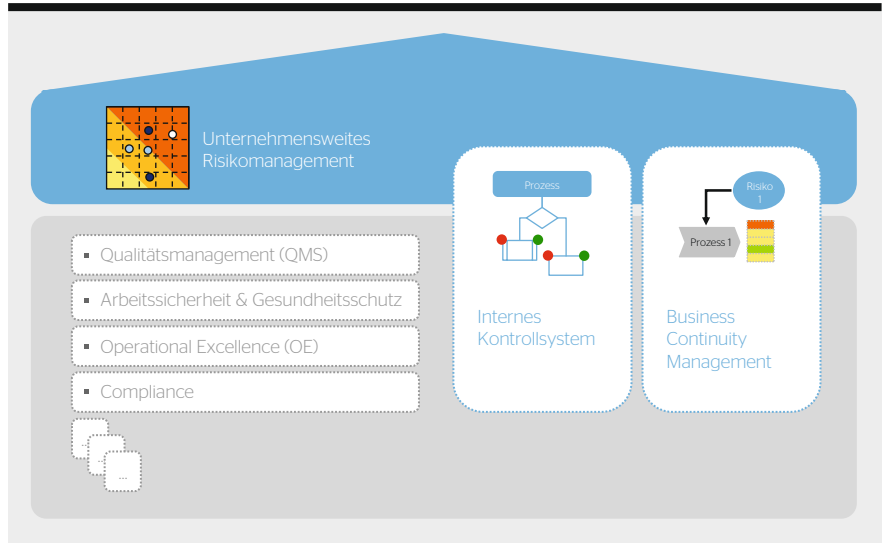 Unternehmensweites
Risikomanagement
▪ Qualitätsmanagement (QMS)
▪ Arbeitssicherheit & Gesundheitsschutz
▪ Operational Excellence (OE)
▪ Compliance
...
...
...
Prozess
Internes
Kontrollsystem
Risiko
1
Prozess 1
Business
Continuity
Management